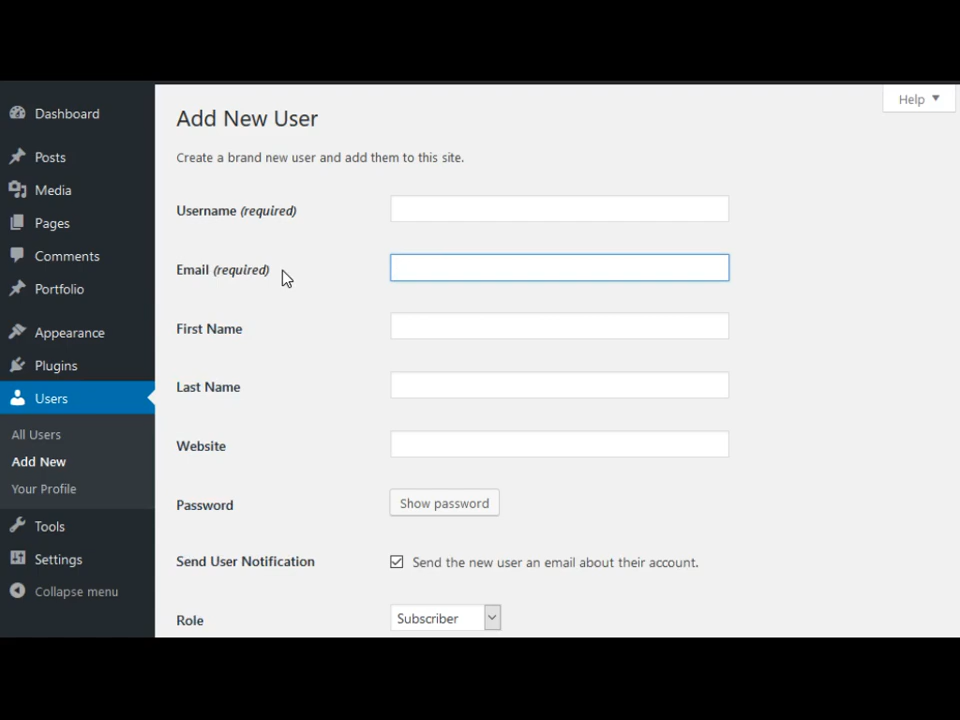 Help
Dashboard
Posts
Media
Pages
Comments
Portfolio
Appearance
Plugins
Users
All Users
Add New
Your Profile
Tools
Settings
Collapse menu
Add New User
Create a brand new user and add them to this site.
Username (required)
Email (required)
First Name
Last Name
Website
Password Show password
Send User Notification Send the new user an email about their account.
Role Subscriber